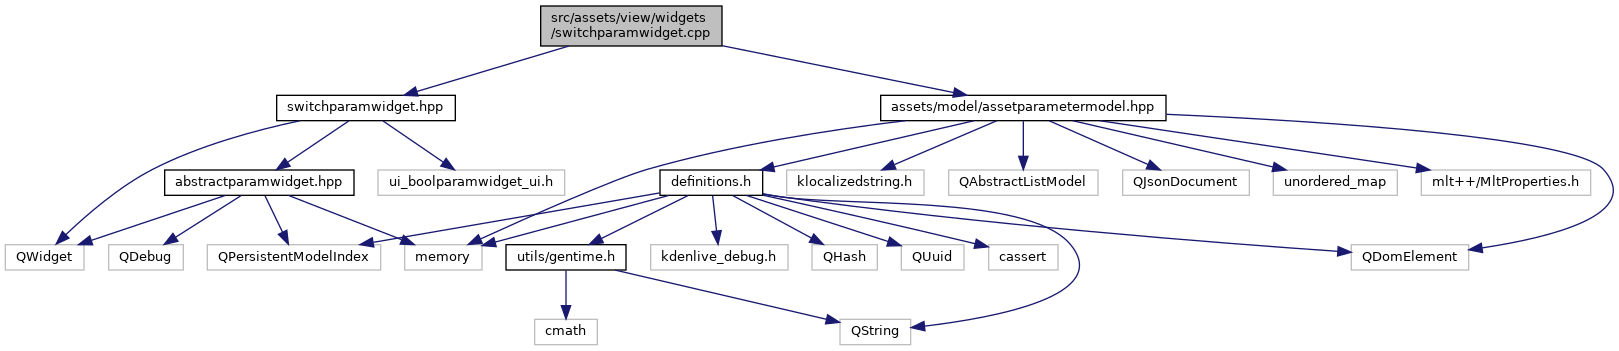 src/assets/view/widgets
/switchparamwidget.cpp
switchparamwidget.hpp
assets/model/assetparametermodel.hpp
abstractparamwidget.hpp
ui_boolparamwidget_ui.h
definitions.h
klocalizedstring.h
QAbstractListModel
QJsonDocument
unordered_map
mlt++/MltProperties.h
QWidget
QDebug
QPersistentModelIndex
memory
utils/gentime.h
kdenlive_debug.h
QHash
QUuid
cassert
QDomElement
cmath
QString